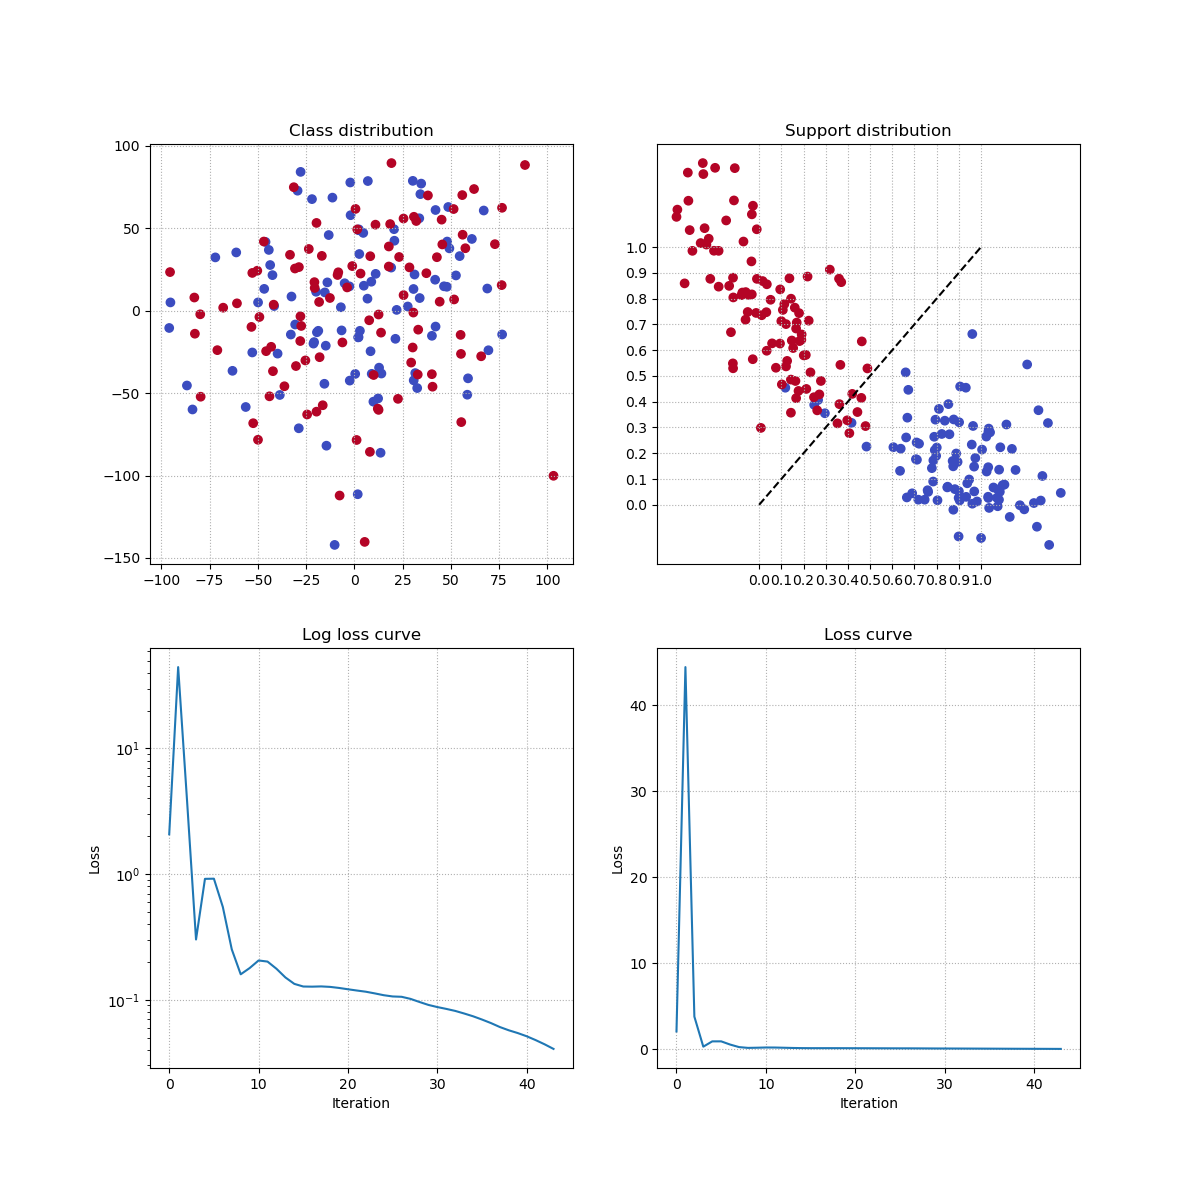 Class distribution
100
50
0
−50
−100
−150
−100 −75 −50 −25 0 25 50 75 100
Support distribution
1.0
0.9
0.8
0.7
0.6
0.5
0.4
0.3
0.2
0.1
0.0
0.0 0.1 0.2 0.3 0.4 0.5 0.6 0.7 0.8 0.9 1.0
Log loss curve
Loss
10¹
10⁰
10⁻¹
0 10 20 30 40
Iteration
Loss curve
Loss
40
30
20
10
0
0 10 20 30 40
Iteration